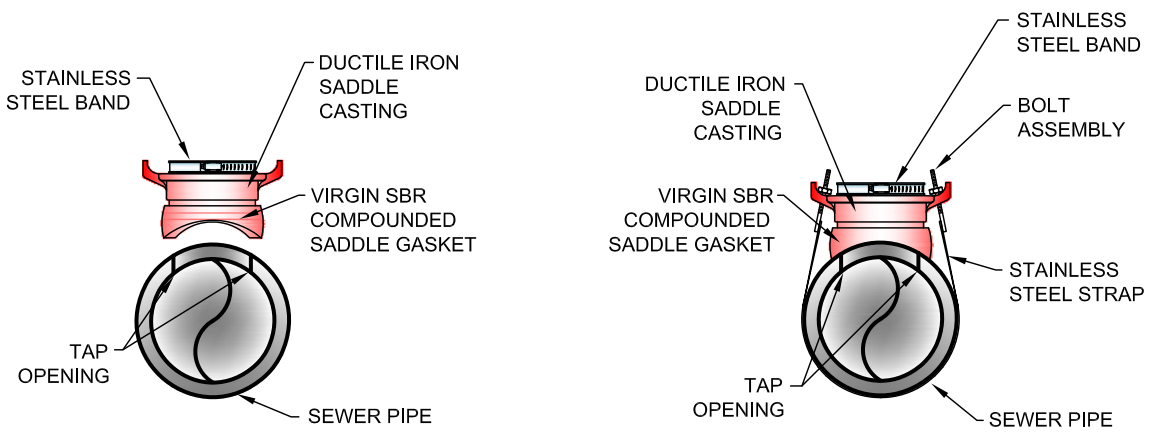 STAINLESS
STEEL BAND
DUCTILE IRON
SADDLE
CASTING
VIRGIN SBR
COMPOUNDED
SADDLE GASKET
TAP
OPENING
SEWER PIPE
STAINLESS
STEEL BAND
DUCTILE IRON
SADDLE
CASTING
BOLT
ASSEMBLY
VIRGIN SBR
COMPOUNDED
SADDLE GASKET
STAINLESS
STEEL STRAP
TAP
OPENING
SEWER PIPE